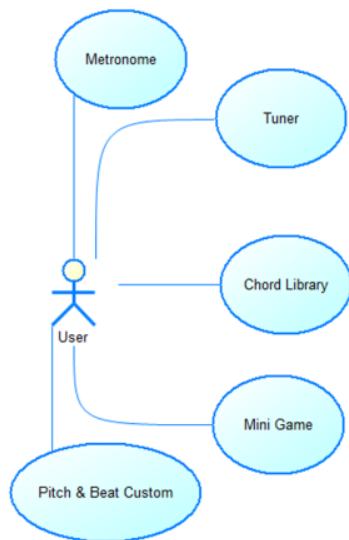 Metronome
Tuner
Chord Library
User
Mini Game
Pitch & Beat Custom